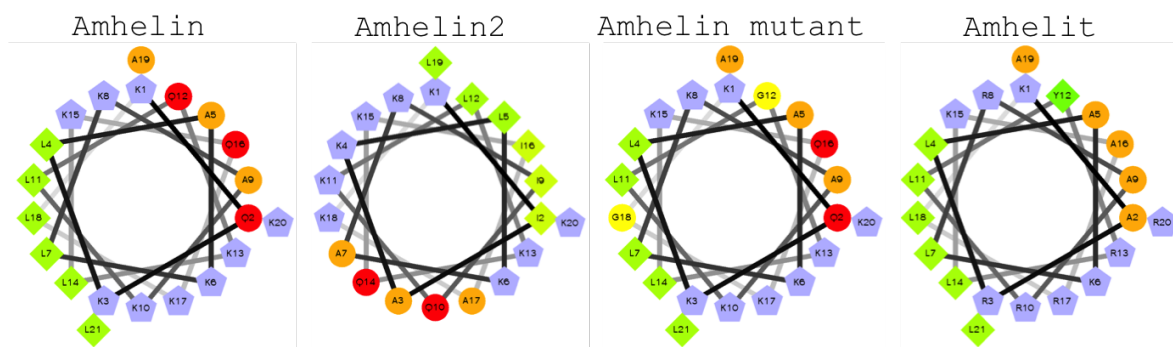 Amhelin
A19
K1
K8
Q12
K15
A5
L4
Q16
L11
A9
L18
Q2
K20
L7
K13
L14
K6
K3
K10
K17
L21
Amhelin2
L19
K1
K8
L12
K15
L5
K4
I16
K11
I9
K18
I2
K20
A7
K13
Q14
K6
A3
Q10
A17
Amhelin mutant
A19
K1
K8
G12
K15
A5
L4
Q16
L11
A9
G18
Q2
K20
L7
K13
L14
K6
K3
K10
K17
L21
Amhelit
A19
K1
R8
Y12
K15
A5
L4
A16
L11
A9
L18
A2
R20
L7
R13
L14
K6
R3
R10
R17
L21